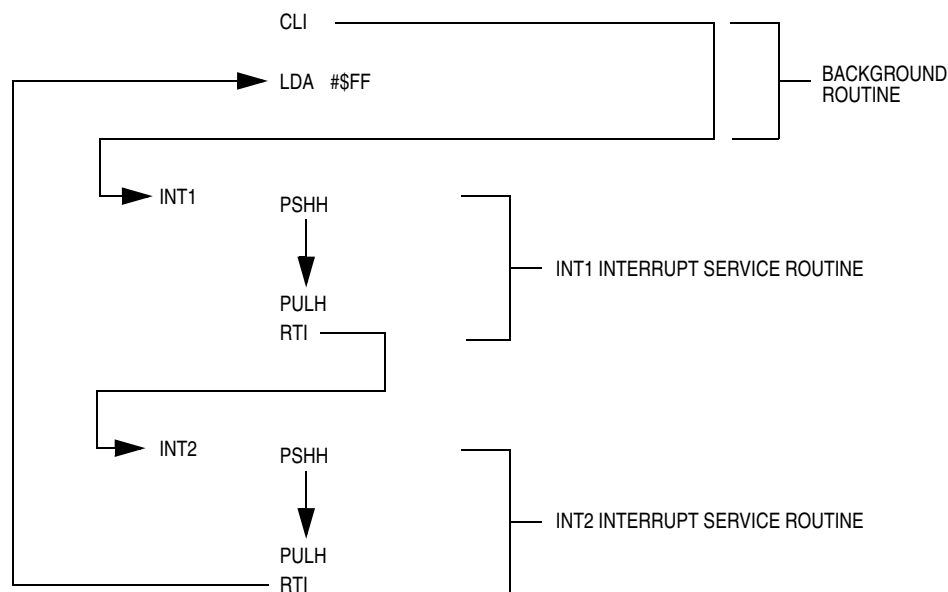 CLI
LDA #$FF
BACKGROUND
ROUTINE
INT1
PSHH
INT1 INTERRUPT SERVICE ROUTINE
PULH
RTI
INT2
PSHH
INT2 INTERRUPT SERVICE ROUTINE
PULH
RTI